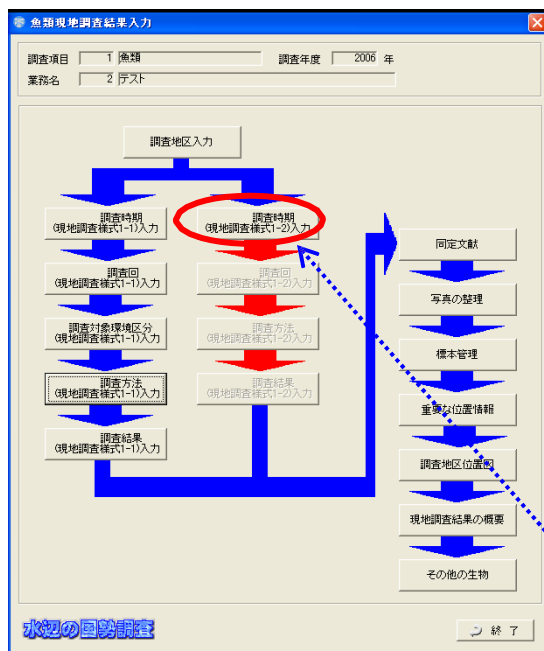 魚類現地調査結果入力
調査項目 1 魚類 調査年度 2006 年
業務名 2 テスト
調査地区入力
調査時期
(現地調査様式1-1)入力
調査回
(現地調査様式1-1)入力
調査対象環境区分
(現地調査様式1-1)入力
調査方法
(現地調査様式1-1)入力
調査結果
(現地調査様式1-1)入力
調査時期
(現地調査様式1-2)入力
調査回
(現地調査様式1-2)入力
調査方法
(現地調査様式1-2)入力
調査結果
(現地調査様式1-2)入力
同定文献
写真の整理
標本管理
重要な位置情報
調査地区位置図
現地調査結果の概要
その他の生物
水辺の国勢調査
終了